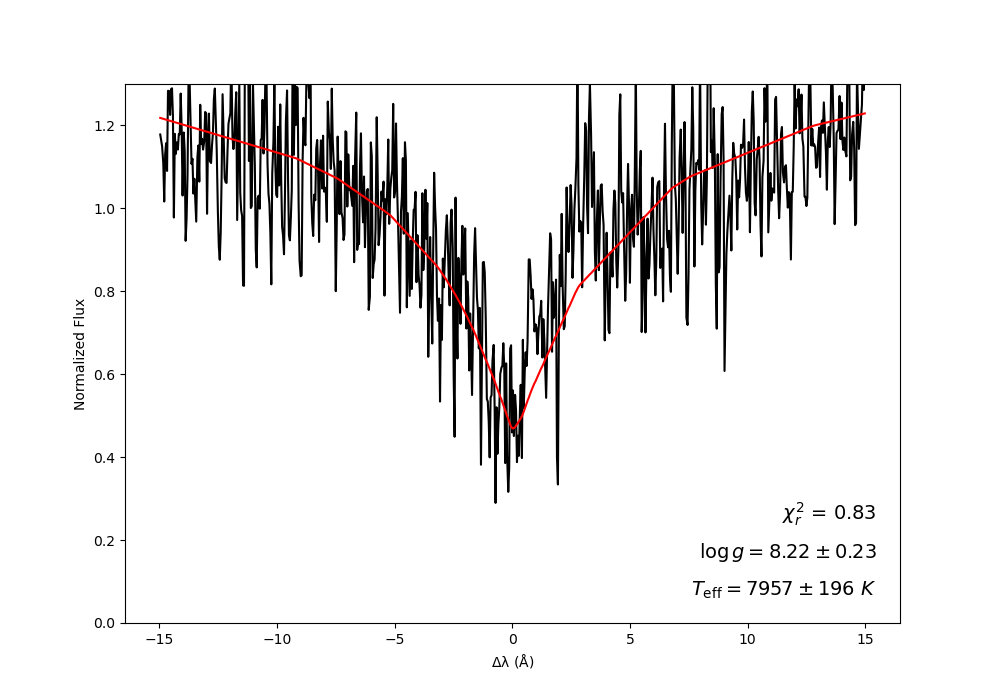 1.2
1.0
0.8
0.6
0.4
0.2
0.0
Normalized Flux
χ²ᵣ = 0.83
log g = 8.22 ± 0.23
T_eff = 7957 ± 196 K
−15 −10 −5 0 5 10 15
Δλ (Å)